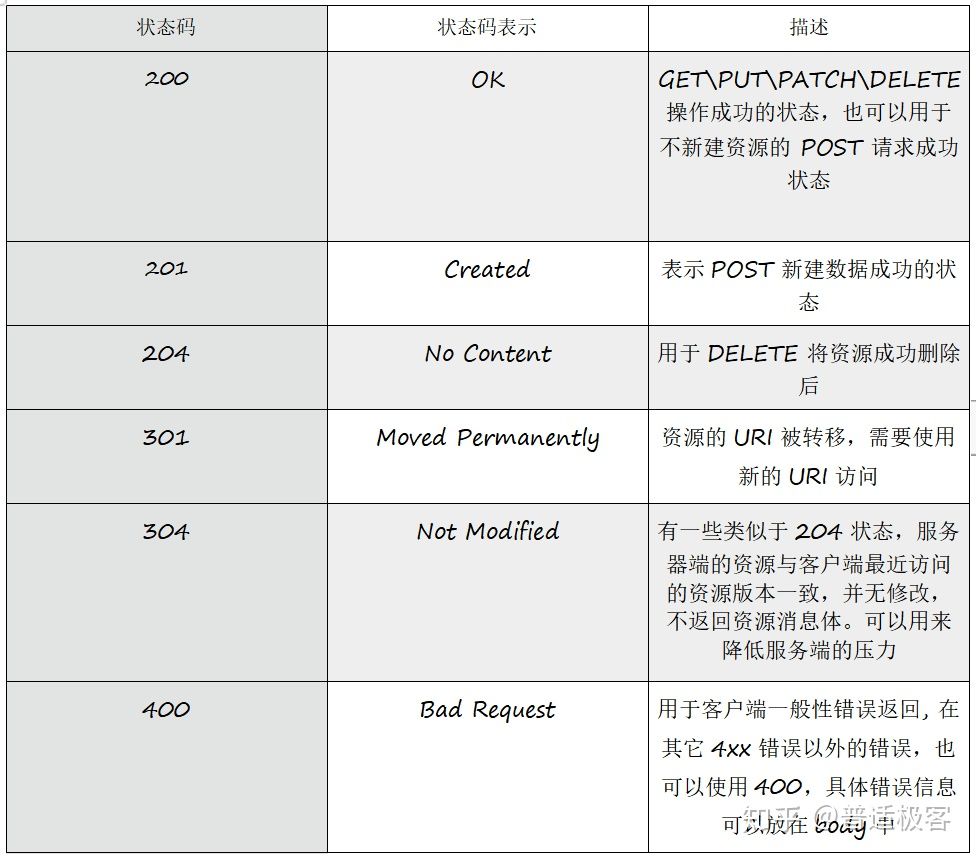 状态码 状态码表示 描述
200 OK GET\PUT\PATCH\DELETE
操作成功的状态，也可以用于
不新建资源的 POST 请求成功
状态
201 Created 表示 POST 新建数据成功的状
态
204 No Content 用于 DELETE 将资源成功删除
后
301 Moved Permanently 资源的 URI 被转移，需要使用
新的 URI 访问
304 Not Modified 有一些类似于 204 状态，服务
器端的资源与客户端最近访问
的资源版本一致，并无修改，
不返回资源消息体。可以用来
降低服务端的压力
400 Bad Request 用于客户端一般性错误返回, 在
其它 4xx 错误以外的错误，也
可以使用 400，具体错误信息
可以放在 body 中
知乎 @普适极客